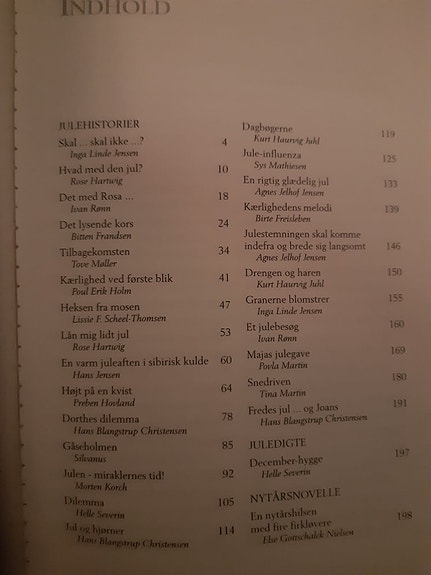 INDHOLD
JULEHISTORIER
Skal ... skal ikke ...? 4
Inga Linde Jensen
Hvad med den jul? 10
Rose Hartwig
Det med Rosa ... 18
Ivan Rønn
Det lysende kors 24
Bitten Frandsen
Tilbagekomsten 34
Tove Møller
Kærlighed ved første blik 41
Poul Erik Holm
Heksen fra mosen 47
Lissie F. Scheel-Thomsen
Lån mig lidt jul 53
Rose Hartwig
En varm juleaften i sibirisk kulde 60
Hans Jensen
Højt på en kvist 64
Preben Hovland
Dorthes dilemma 78
Hans Blangstrup Christensen
Gåseholmen 85
Silvanus
Julen - miraklernes tid! 92
Morten Korch
Dilemma 105
Helle Severin
Jul og hjørner 114
Hans Blangstrup Christensen
Dagbøgerne 119
Kurt Haurvig Juhl
Jule-influenza 125
Sys Mathiesen
En rigtig glædelig jul 133
Agnes Jelhof Jensen
Kærlighedens melodi 139
Birte Freisleben
Julestemningen skal komme
indefra og brede sig langsomt 146
Agnes Jelhof Jensen
Drengen og haren 150
Kurt Haurvig Juhl
Granerne blomstrer 155
Inga Linde Jensen
Et julebesøg 160
Ivan Rønn
Majas julegave 169
Povla Martin
Snedriven 180
Tina Martin
Fredes jul ... og Joans 191
Hans Blangstrup Christensen
JULEDIGTE
December-hygge 197
Helle Severin
NYTÅRSNOVELLE
En nytårshilsen
med fire firkløvere 198
Else Gottschalck Nielsen